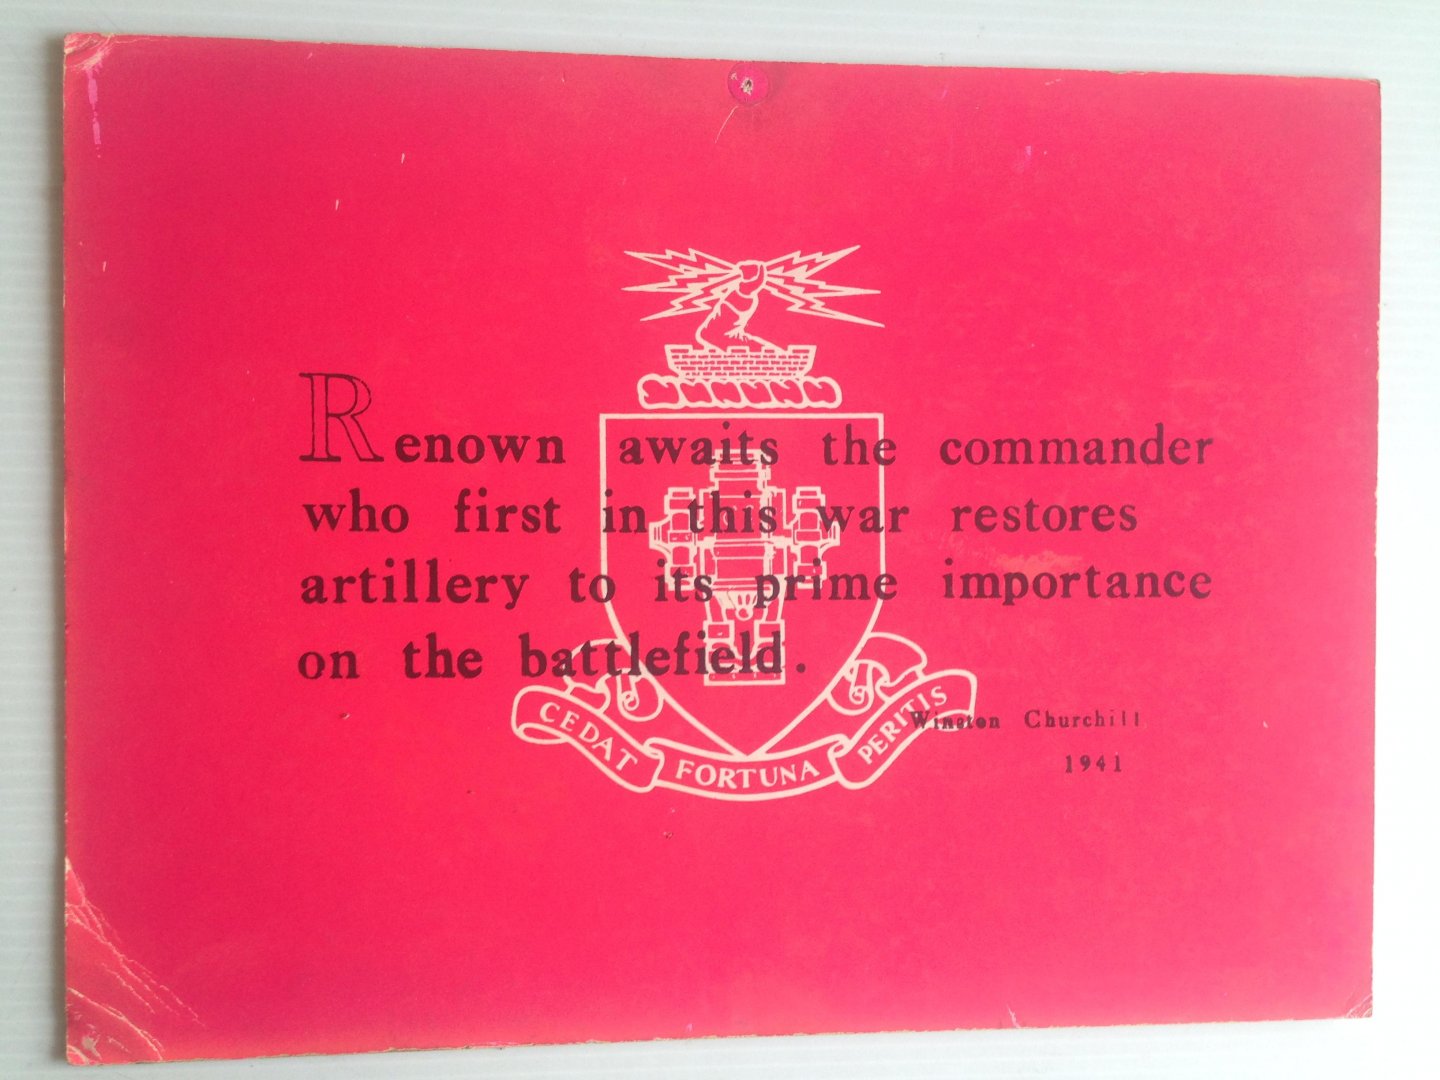 Renown awaits the commander
who first in this war restores
artillery to its prime importance
on the battlefield.
Winston Churchill
1941
CEDAT FORTUNA PERITIS